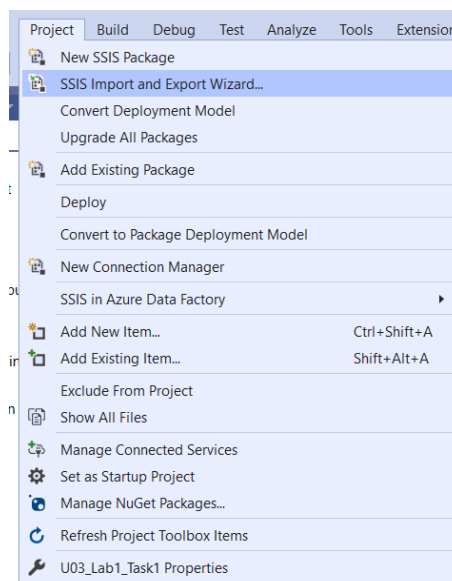 Project Build Debug Test Analyze Tools Extension
New SSIS Package
SSIS Import and Export Wizard...
Convert Deployment Model
Upgrade All Packages
Add Existing Package
Deploy
Convert to Package Deployment Model
New Connection Manager
SSIS in Azure Data Factory
Add New Item... Ctrl+Shift+A
Add Existing Item... Shift+Alt+A
Exclude From Project
Show All Files
Manage Connected Services
Set as Startup Project
Manage NuGet Packages...
Refresh Project Toolbox Items
U03_Lab1_Task1 Properties